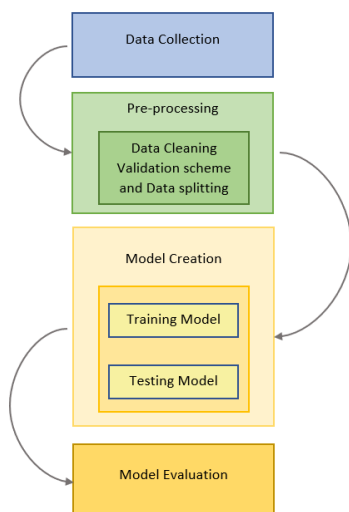 Data Collection
Pre-processing
Data Cleaning
Validation scheme
and Data splitting
Model Creation
Training Model
Testing Model
Model Evaluation